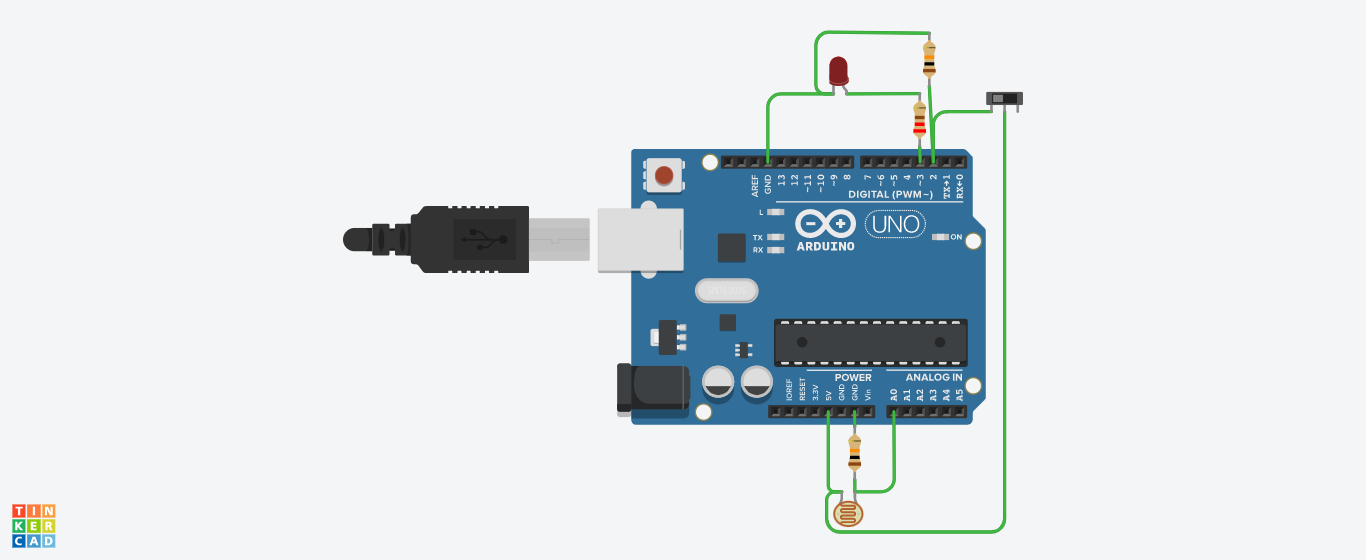 AREF
GND
13
12
~11
~10
~9
8
7
~6
~5
4
~3
2
TX→1
RX←0
DIGITAL (PWM~)
L
TX
RX
ARDUINO
UNO
ON
POWER
ANALOG IN
IOREF
RESET
3.3V
5V
GND
GND
Vin
A0
A1
A2
A3
A4
A5
TIN
KER
CAD